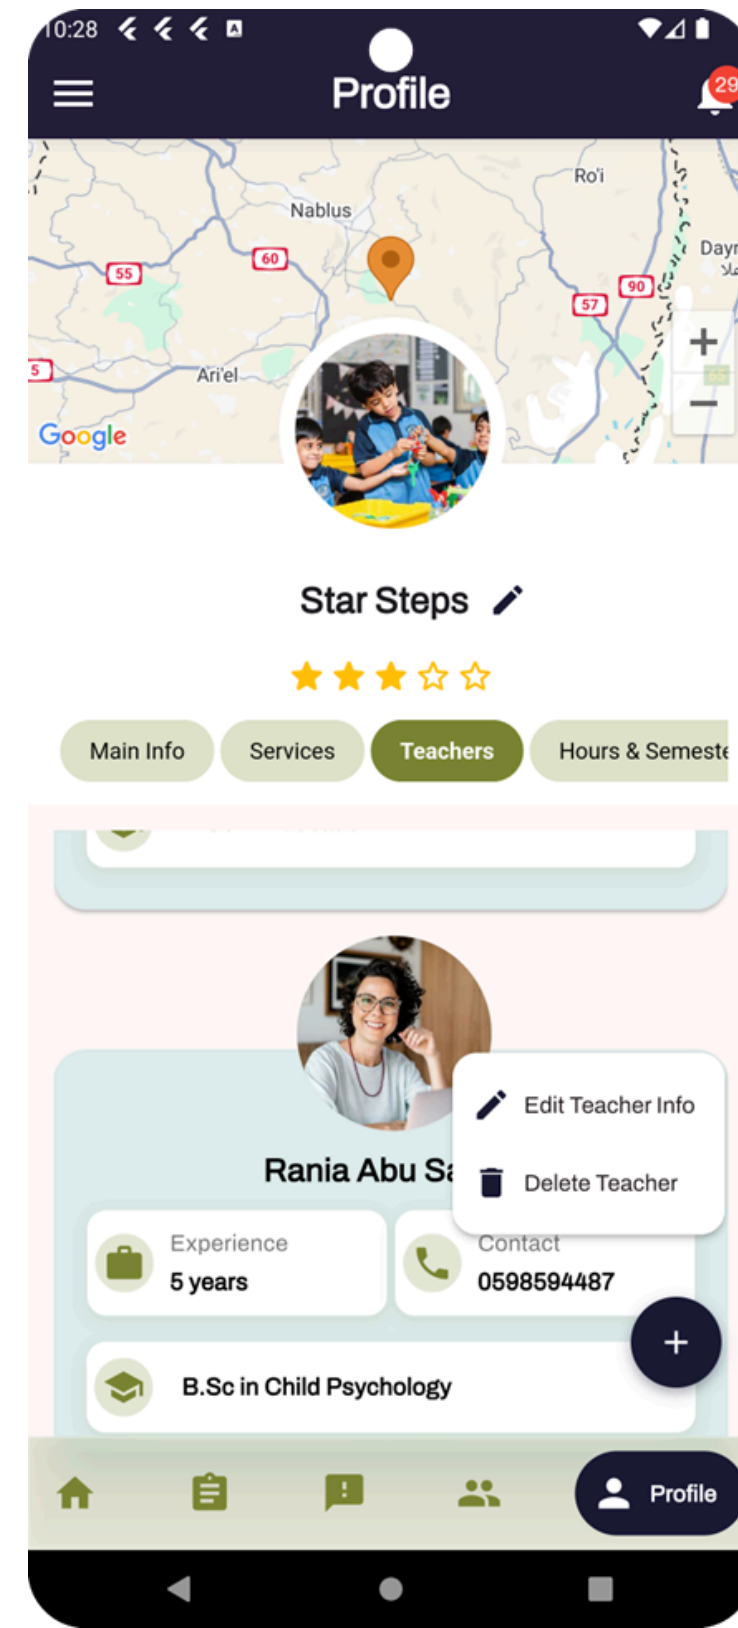 10:28
Profile
29
Ro'i
Nablus
60
55
90
57
5
Ari'el
Google
+
−
Star Steps
Main Info
Services
Teachers
Hours & Semeste
Rania Abu
Edit Teacher Info
Delete Teacher
Experience
5 years
Contact
0598594487
+
B.Sc in Child Psychology
Profile